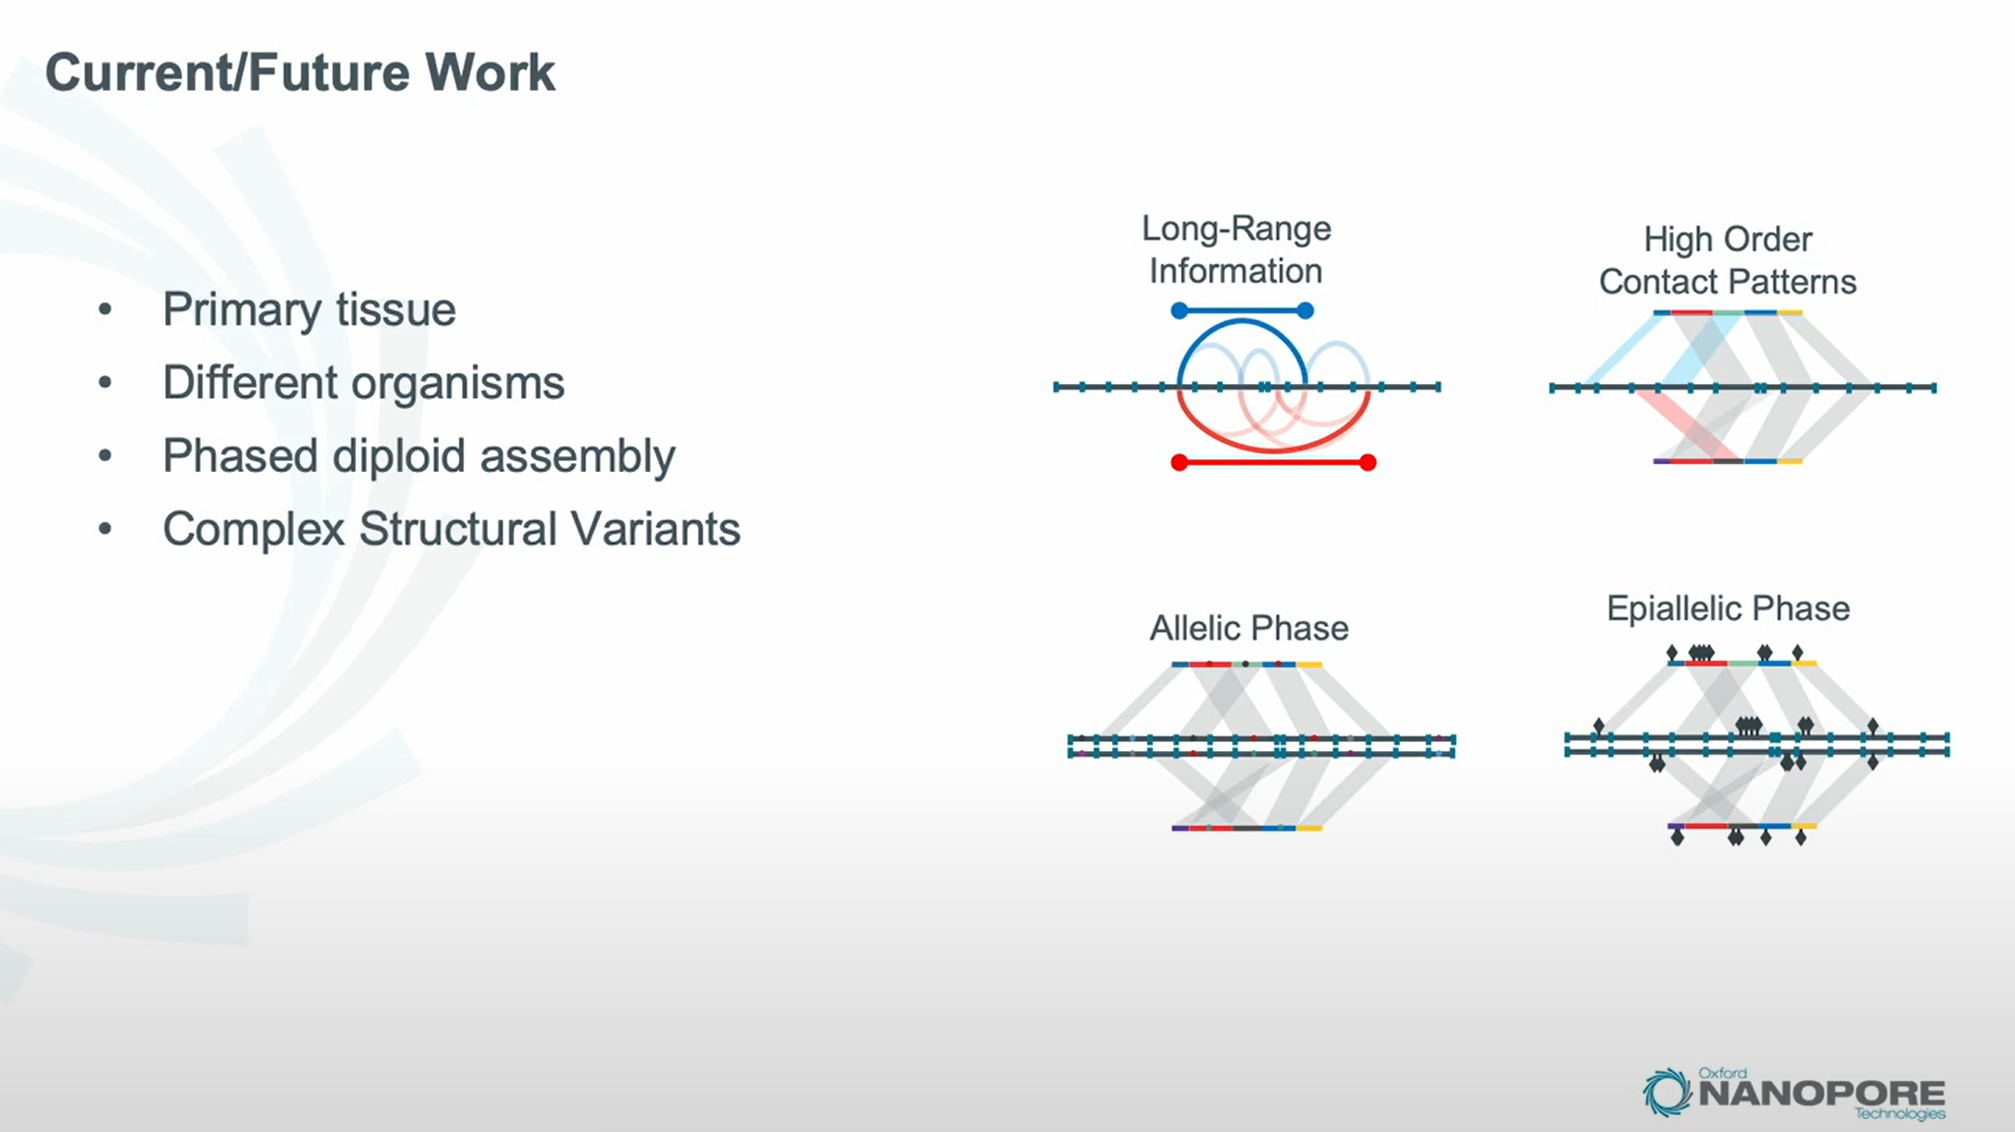 Current/Future Work
• Primary tissue
• Different organisms
• Phased diploid assembly
• Complex Structural Variants
Long-Range
Information
High Order
Contact Patterns
Allelic Phase
Epiallelic Phase
Oxford
NANOPORE
Technologies